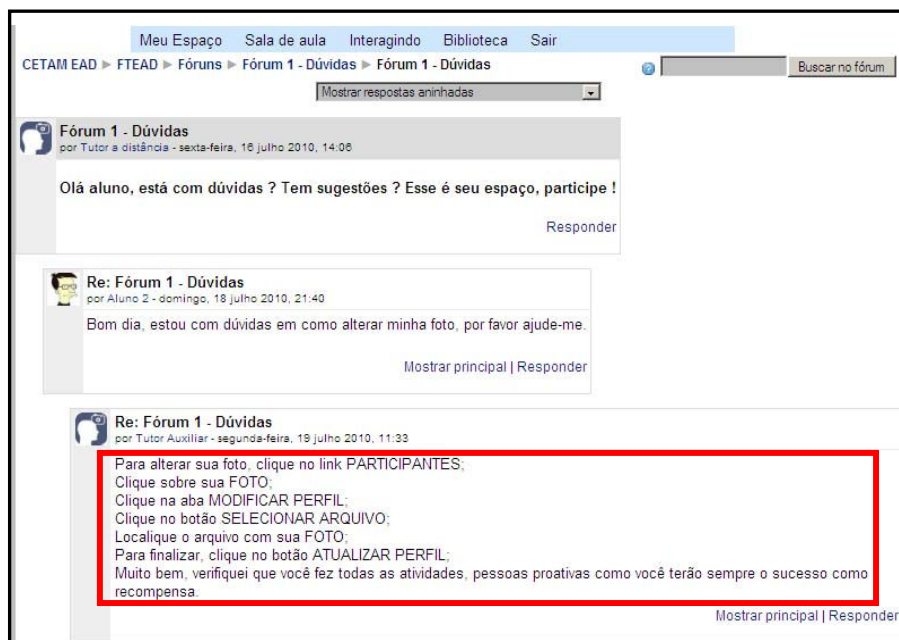 Meu Espaço Sala de aula Interagindo Biblioteca Sair
CETAM EAD ► FTEAD ► Fóruns ► Fórum 1 - Dúvidas ► Fórum 1 - Dúvidas
Buscar no fórum
Mostrar respostas aninhadas
Fórum 1 - Dúvidas
por Tutor a distância - sexta-feira, 16 julho 2010, 14:06
Olá aluno, está com dúvidas ? Tem sugestões ? Esse é seu espaço, participe !
Responder
Re: Fórum 1 - Dúvidas
por Aluno 2 - domingo, 18 julho 2010, 21:40
Bom dia, estou com dúvidas em como alterar minha foto, por favor ajude-me.
Mostrar principal | Responder
Re: Fórum 1 - Dúvidas
por Tutor Auxiliar - segunda-feira, 19 julho 2010, 11:33
Para alterar sua foto, clique no link PARTICIPANTES;
Clique sobre sua FOTO;
Clique na aba MODIFICAR PERFIL;
Clique no botão SELECIONAR ARQUIVO;
Localique o arquivo com sua FOTO;
Para finalizar, clique no botão ATUALIZAR PERFIL;
Muito bem, verifiquei que você fez todas as atividades, pessoas proativas como você terão sempre o sucesso como
recompensa.
Mostrar principal | Responder